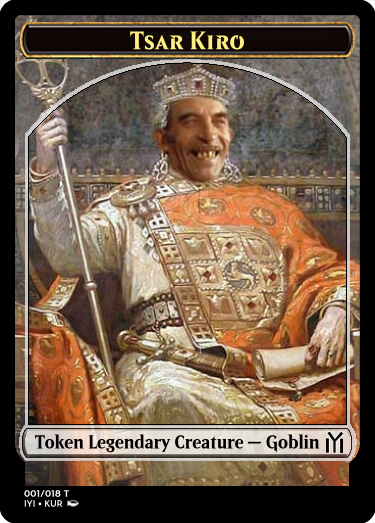 Tsar Kiro
Token Legendary Creature — Goblin
001/018 T
IYI • KUR